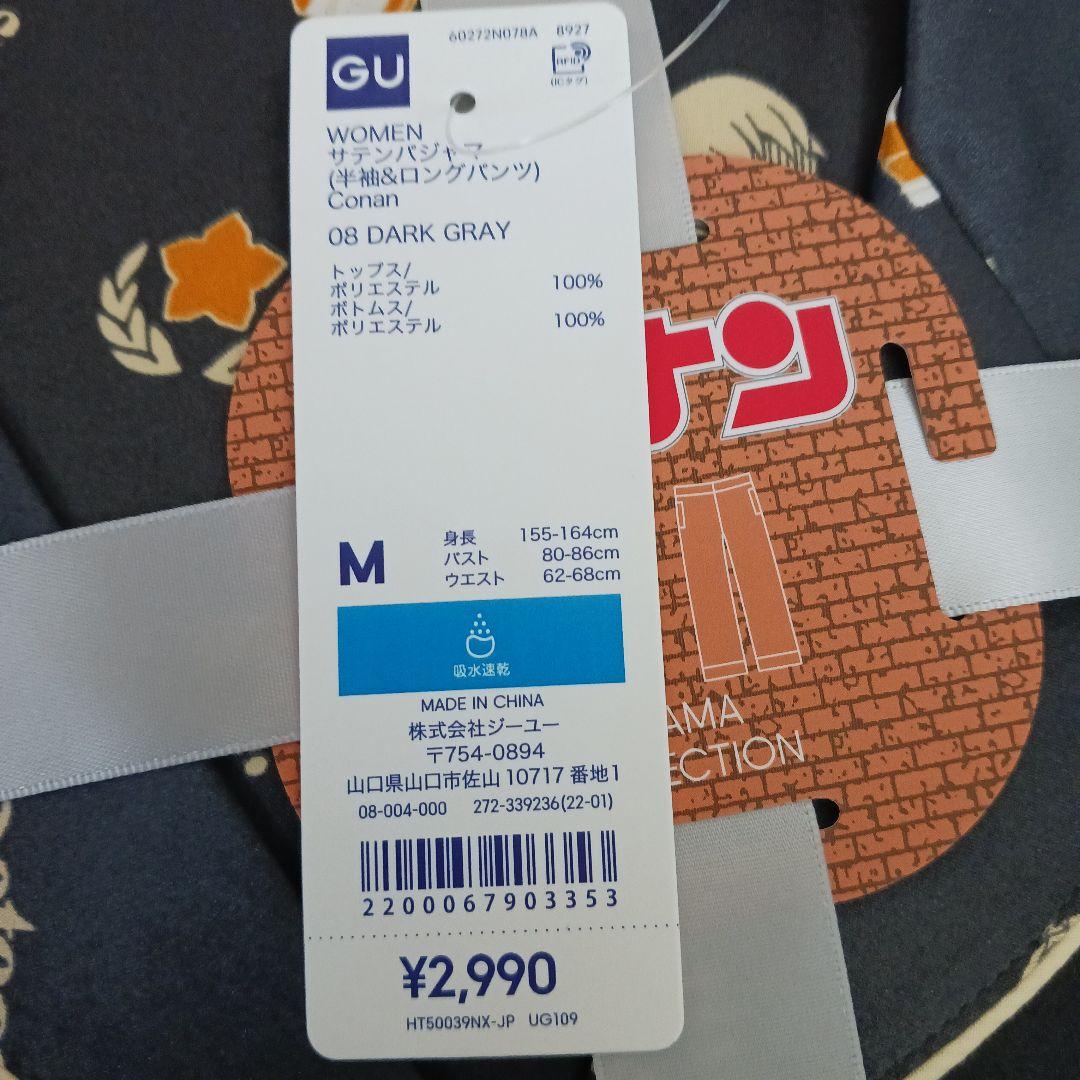 60272N078A 8927
GU
RFID
(ICタグ)
WOMEN
サテンパジャマ
(半袖&ロングパンツ)
Conan
08 DARK GRAY
トップス/
ポリエステル 100%
ボトムス/
ポリエステル 100%
ナン
M
身長 155-164cm
バスト 80-86cm
ウエスト 62-68cm
吸水速乾
MADE IN CHINA
株式会社ジーユー
〒754-0894
山口県山口市佐山10717番地1
08-004-000 272-339236(22-01)
2200067903353
¥2,990
HT50039NX-JP UG109
AMA
ECTION